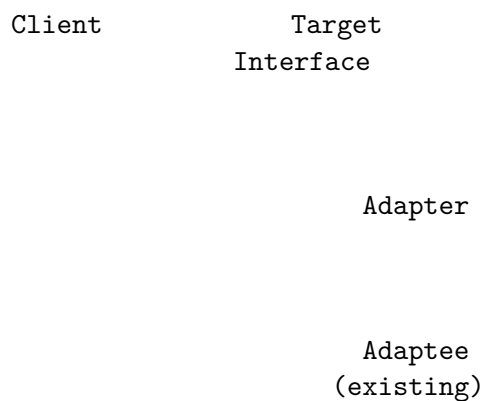 Client Target
Interface
Adapter
Adaptee
(existing)